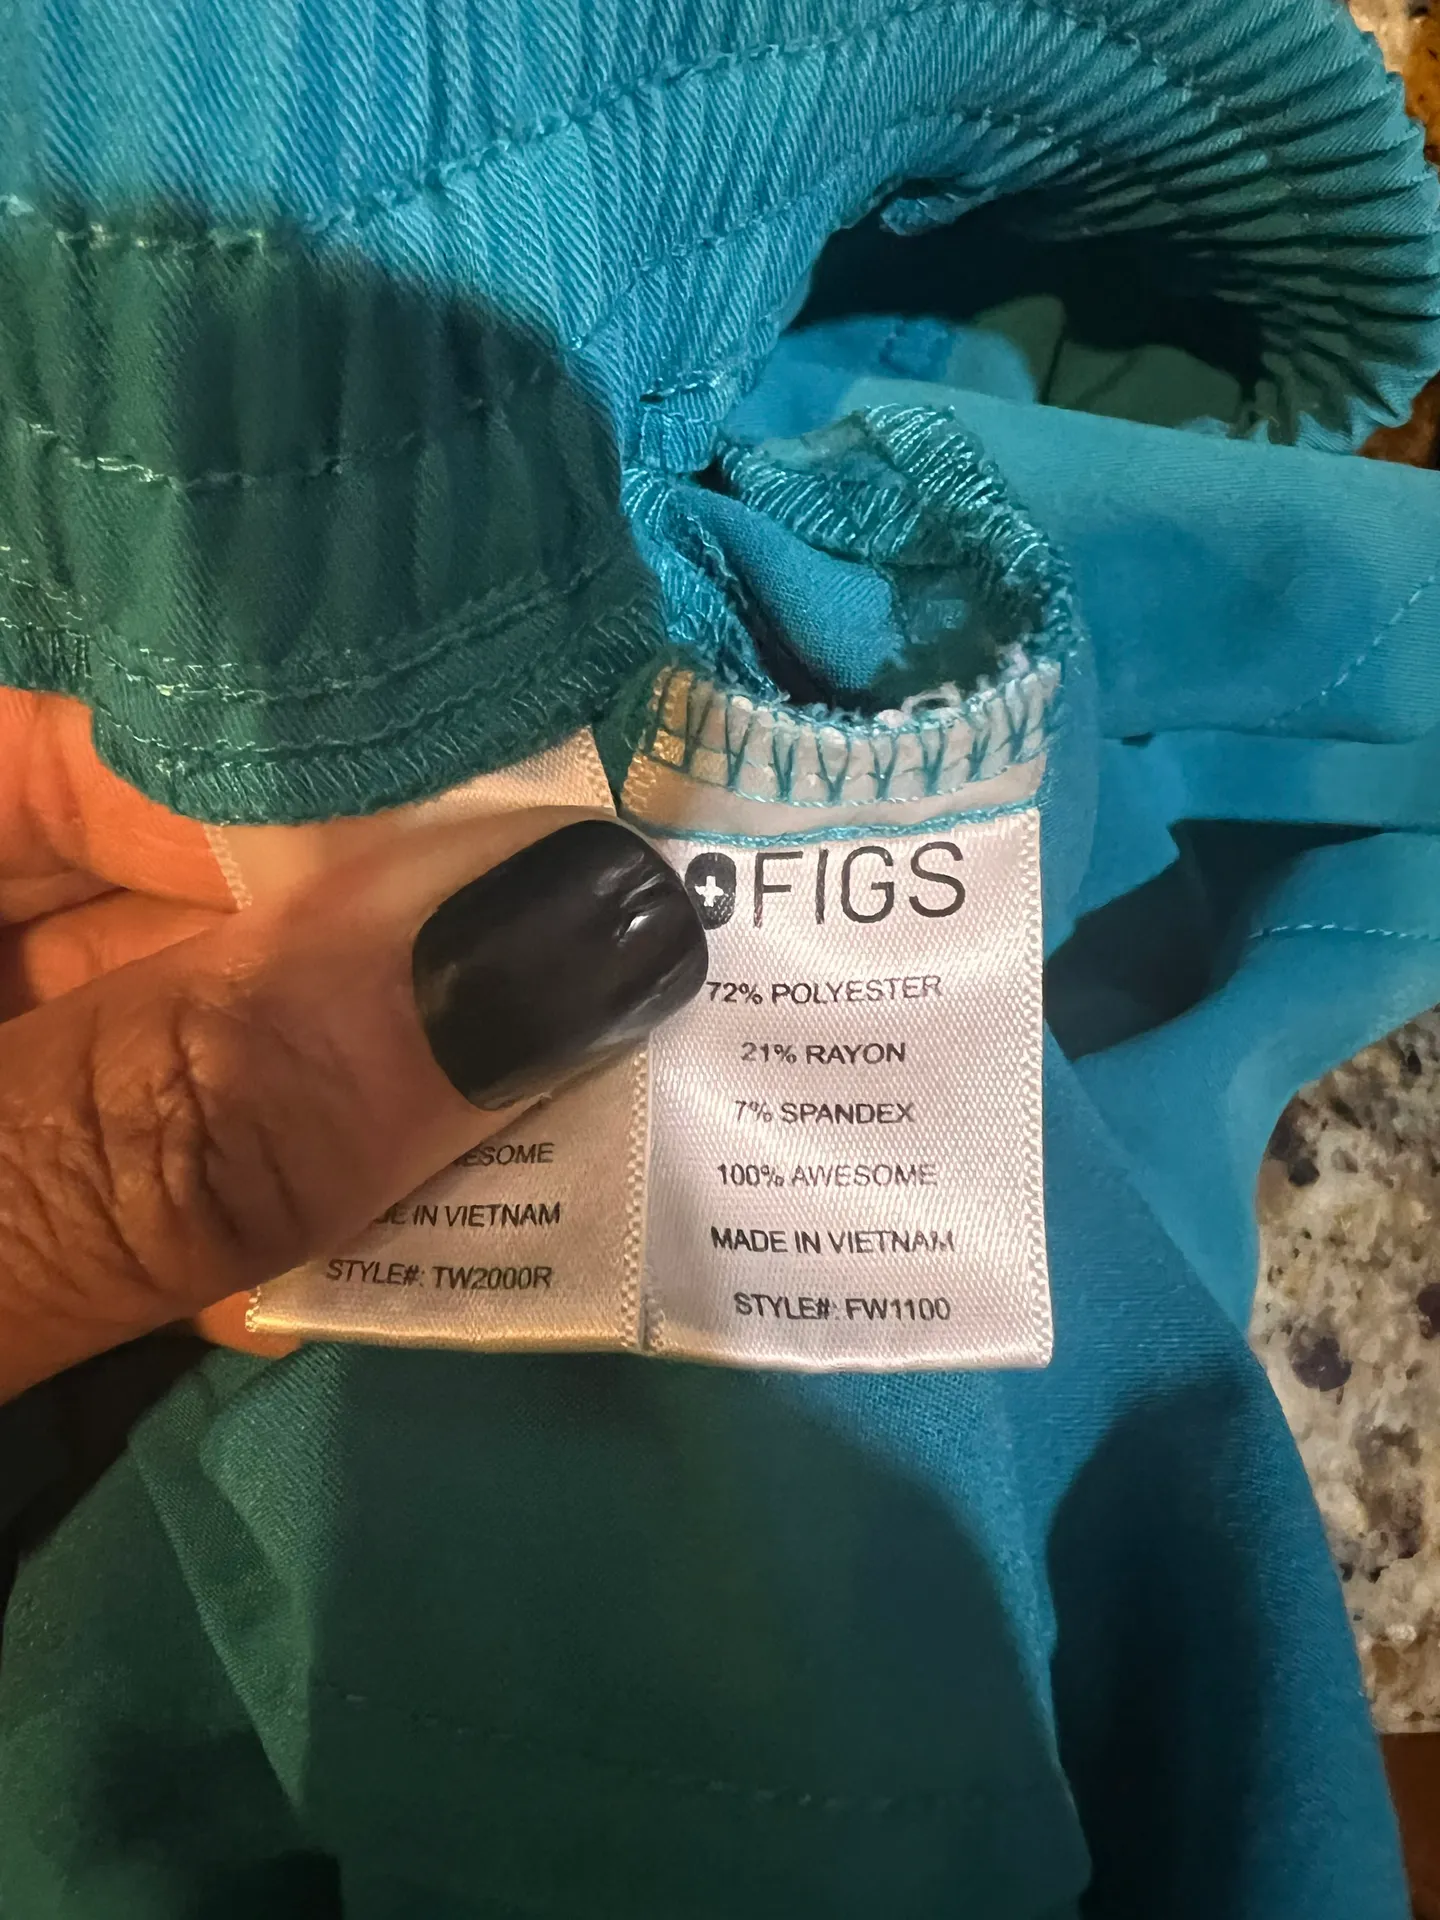 FIGS
72% POLYESTER
21% RAYON
7% SPANDEX
100% AWESOME
MADE IN VIETNAM
STYLE#: FW1100
ESOME
DE IN VIETNAM
STYLE#: TW2000R